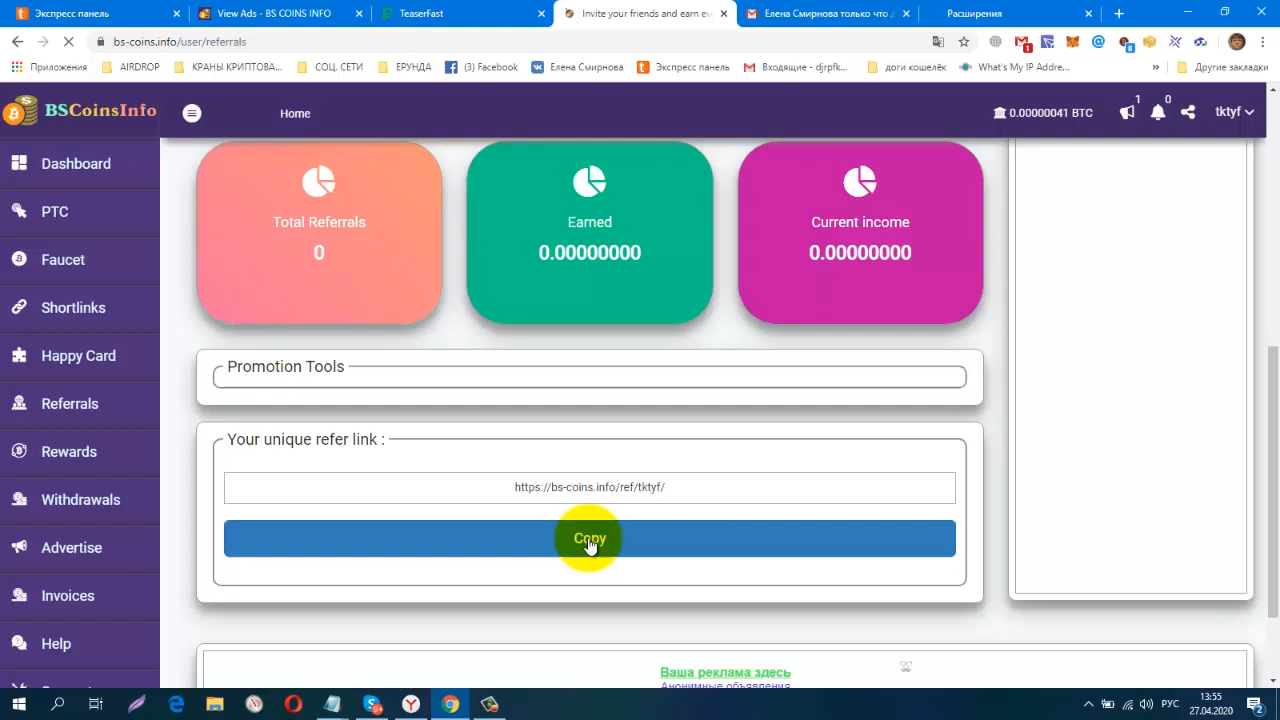 Экспресс панель
View Ads - BS COINS INFO
TeaserFast
Invite your friends and earn ev
Елена Смирнова только что д
Расширения
bs-coins.info/user/referrals
1
8
Приложения
AIRDROP
КРАНЫ КРИПТОВА...
СОЦ. СЕТИ
ЕРУНДА
(3) Facebook
Елена Смирнова
Экспресс панель
Входящие - djrpfk...
доги кошелёк
What's My IP Addre...
»
Другие закладки
BSCoinsInfo
Home
0.00000041 BTC
1
0
tktyf
Dashboard
PTC
Faucet
Shortlinks
Happy Card
Referrals
Rewards
Withdrawals
Advertise
Invoices
Help
Total Referrals
0
Earned
0.00000000
Current income
0.00000000
Promotion Tools
Your unique refer link :
https://bs-coins.info/ref/tktyf/
Copy
Ваша реклама здесь
Анонимные объявления
РУС
13:55
27.04.2020
2